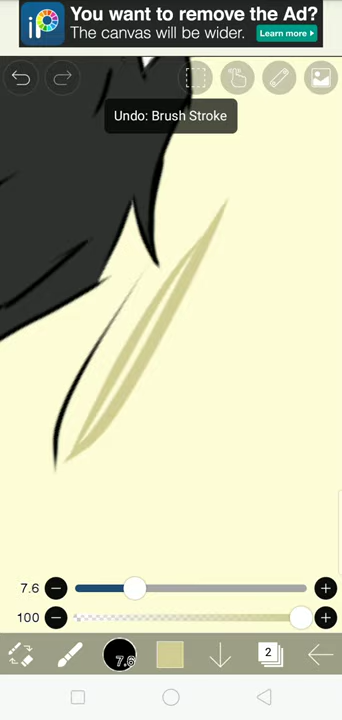 iP
You want to remove the Ad?
The canvas will be wider.
Learn more
Undo: Brush Stroke
7.6
100
7.6
2